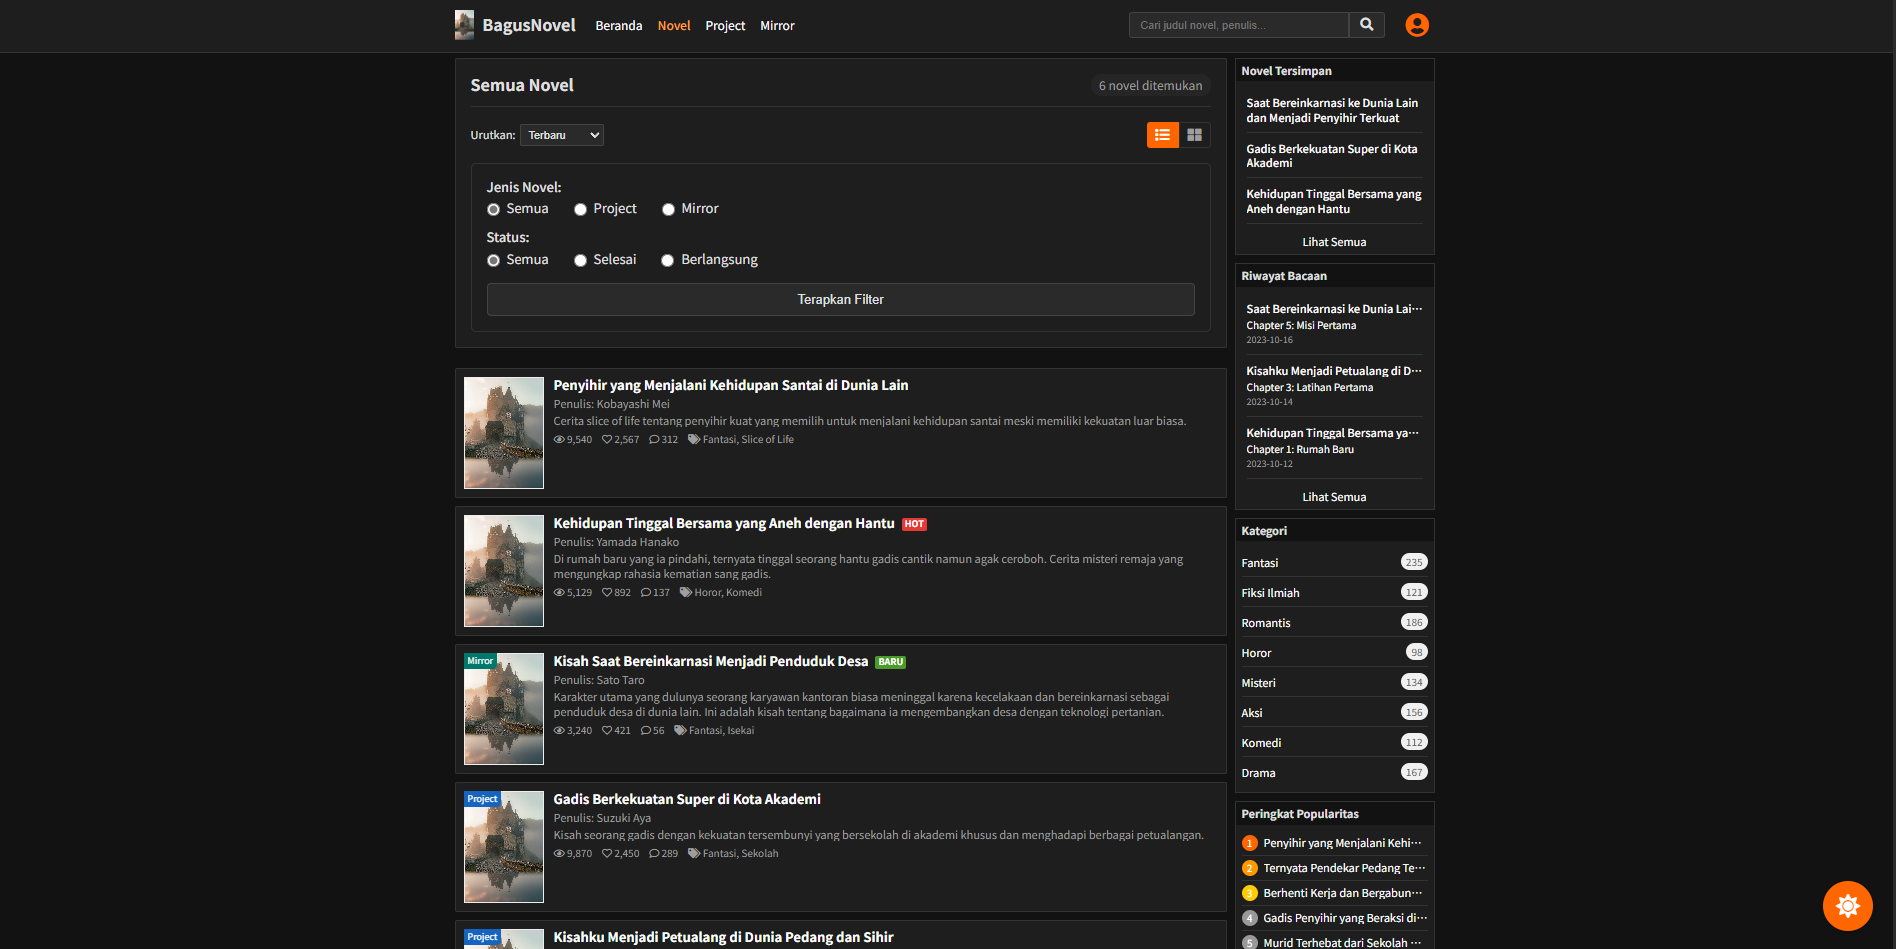 BagusNovel
Beranda
Novel
Project
Mirror
Cari judul novel, penulis...
Semua Novel
6 novel ditemukan
Urutkan:
Terbaru
Jenis Novel:
Semua
Project
Mirror
Status:
Semua
Selesai
Berlangsung
Terapkan Filter
Penyihir yang Menjalani Kehidupan Santai di Dunia Lain
Penulis: Kobayashi Mei
Cerita slice of life tentang penyihir kuat yang memilih untuk menjalani kehidupan santai meski memiliki kekuatan luar biasa.
9,540 2,567 312 Fantasi, Slice of Life
Kehidupan Tinggal Bersama yang Aneh dengan Hantu HOT
Penulis: Yamada Hanako
Di rumah baru yang ia pindahi, ternyata tinggal seorang hantu gadis cantik namun agak ceroboh. Cerita misteri remaja yang
mengungkap rahasia kematian sang gadis.
5,129 892 137 Horor, Komedi
Mirror
Kisah Saat Bereinkarnasi Menjadi Penduduk Desa BARU
Penulis: Sato Taro
Karakter utama yang dulunya seorang karyawan kantoran biasa meninggal karena kecelakaan dan bereinkarnasi sebagai
penduduk desa di dunia lain. Ini adalah kisah tentang bagaimana ia mengembangkan desa dengan teknologi pertanian.
3,240 421 56 Fantasi, Isekai
Project
Gadis Berkekuatan Super di Kota Akademi
Penulis: Suzuki Aya
Kisah seorang gadis dengan kekuatan tersembunyi yang bersekolah di akademi khusus dan menghadapi berbagai petualangan.
9,870 2,450 289 Fantasi, Sekolah
Project
Kisahku Menjadi Petualang di Dunia Pedang dan Sihir
Novel Tersimpan
Saat Bereinkarnasi ke Dunia Lain
dan Menjadi Penyihir Terkuat
Gadis Berkekuatan Super di Kota
Akademi
Kehidupan Tinggal Bersama yang
Aneh dengan Hantu
Lihat Semua
Riwayat Bacaan
Saat Bereinkarnasi ke Dunia Lai…
Chapter 5: Misi Pertama
2023-10-16
Kisahku Menjadi Petualang di D…
Chapter 3: Latihan Pertama
2023-10-14
Kehidupan Tinggal Bersama ya…
Chapter 1: Rumah Baru
2023-10-12
Lihat Semua
Kategori
Fantasi 235
Fiksi Ilmiah 121
Romantis 186
Horor 98
Misteri 134
Aksi 156
Komedi 112
Drama 167
Peringkat Popularitas
1 Penyihir yang Menjalani Kehi…
2 Ternyata Pendekar Pedang Te…
3 Berhenti Kerja dan Bergabun…
4 Gadis Penyihir yang Beraksi di…
5 Murid Terhebat dari Sekolah …